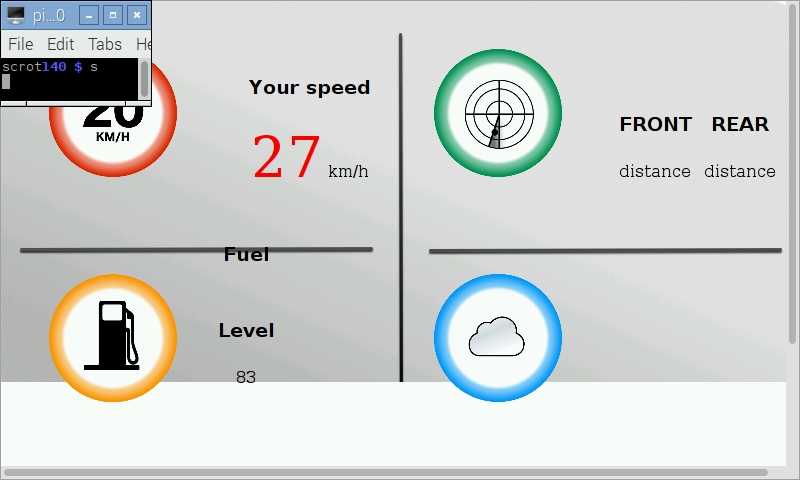 pi...0
File Edit Tabs He
scrot140 $ s
20
KM/H
Your speed
27 km/h
FRONT REAR
distance distance
Fuel
Level
83